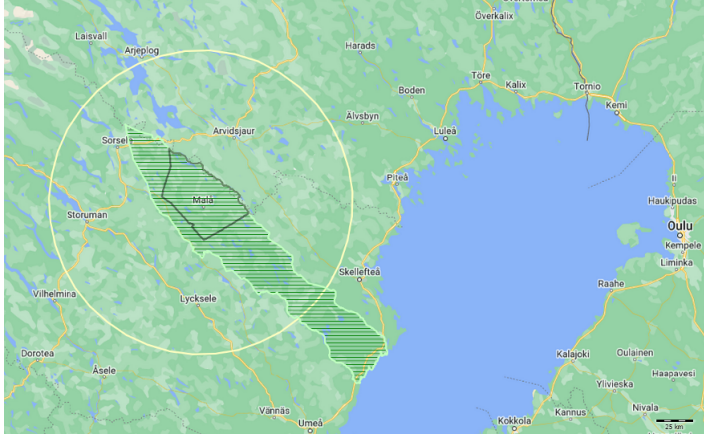 Överkalix
Laisvall
Arjeplog
Harads
Töre
Kalix
Tornio
Boden
Kemi
Älvsbyn
Arvidsjaur
Luleå
Sorsele
Piteå
Ii
Malå
Haukipudas
Storuman
Oulu
Kempele
Liminka
Skellefteå
Raahe
Vilhelmina
Lycksele
Dorotea
Kalajoki
Oulainen
Åsele
Haapavesi
Ylivieska
Vännäs
Kannus
Nivala
Umeå
Kokkola
25 km